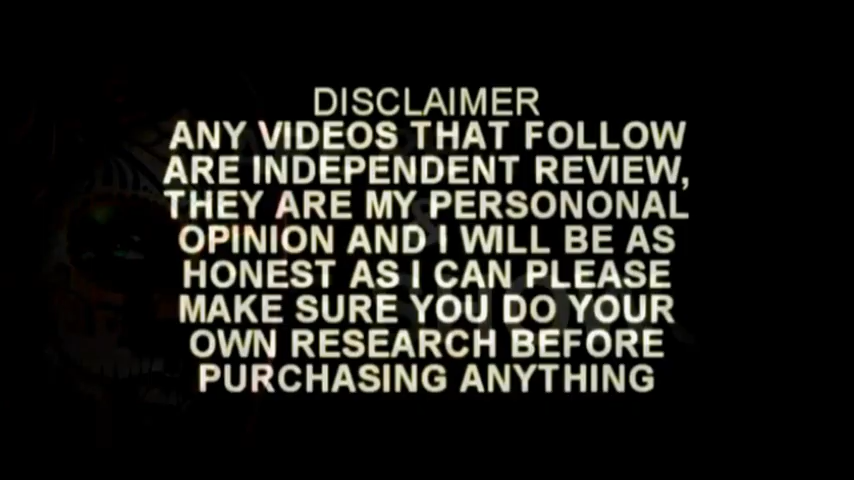 DISCLAIMER
ANY VIDEOS THAT FOLLOW
ARE INDEPENDENT REVIEW,
THEY ARE MY PERSONONAL
OPINION AND I WILL BE AS
HONEST AS I CAN PLEASE
MAKE SURE YOU DO YOUR
OWN RESEARCH BEFORE
PURCHASING ANYTHING